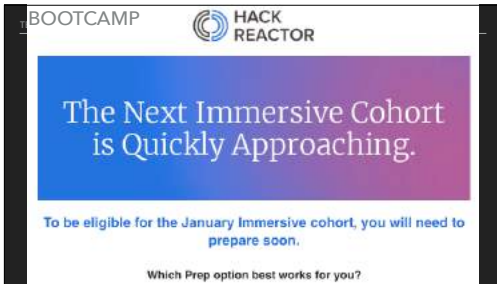 BOOTCAMP
HACK
REACTOR
The Next Immersive Cohort
is Quickly Approaching.
To be eligible for the January Immersive cohort, you will need to
prepare soon.
Which Prep option best works for you?